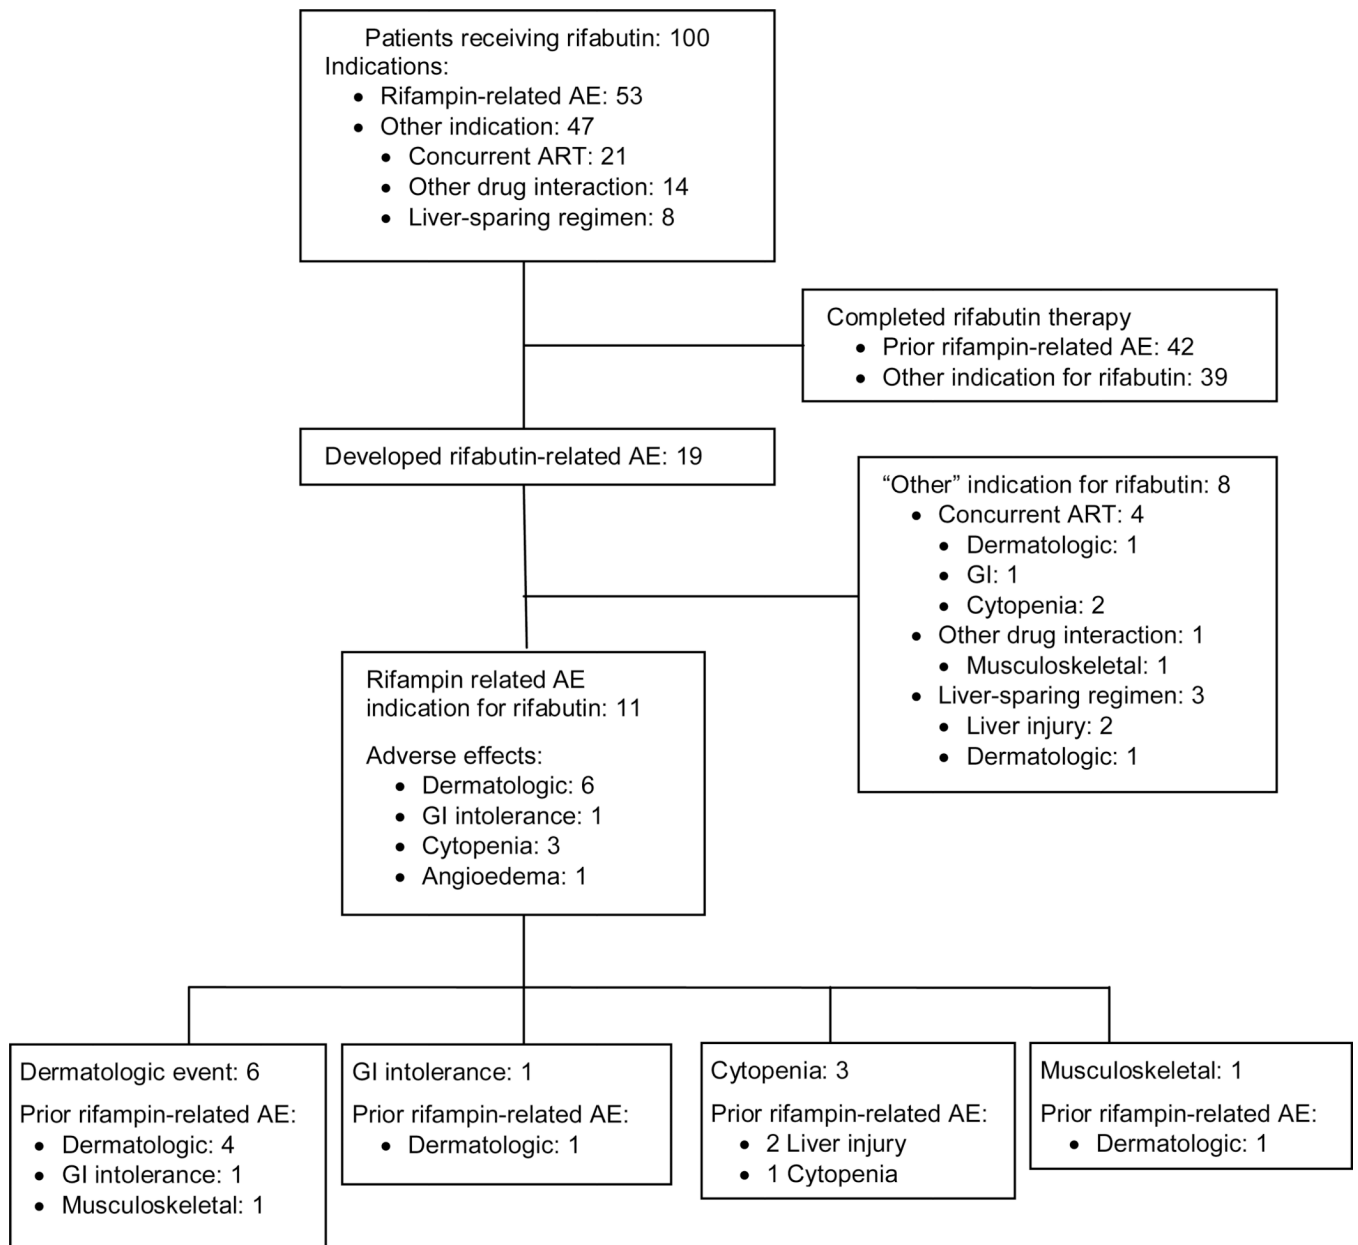 Patients receiving rifabutin: 100
Indications:
• Rifampin-related AE: 53
• Other indication: 47
• Concurrent ART: 21
• Other drug interaction: 14
• Liver-sparing regimen: 8
Completed rifabutin therapy
• Prior rifampin-related AE: 42
• Other indication for rifabutin: 39
Developed rifabutin-related AE: 19
“Other” indication for rifabutin: 8
• Concurrent ART: 4
• Dermatologic: 1
• GI: 1
• Cytopenia: 2
• Other drug interaction: 1
• Musculoskeletal: 1
• Liver-sparing regimen: 3
• Liver injury: 2
• Dermatologic: 1
Rifampin related AE
indication for rifabutin: 11
Adverse effects:
• Dermatologic: 6
• GI intolerance: 1
• Cytopenia: 3
• Angioedema: 1
Dermatologic event: 6
Prior rifampin-related AE:
• Dermatologic: 4
• GI intolerance: 1
• Musculoskeletal: 1
GI intolerance: 1
Prior rifampin-related AE:
• Dermatologic: 1
Cytopenia: 3
Prior rifampin-related AE:
• 2 Liver injury
• 1 Cytopenia
Musculoskeletal: 1
Prior rifampin-related AE:
• Dermatologic: 1